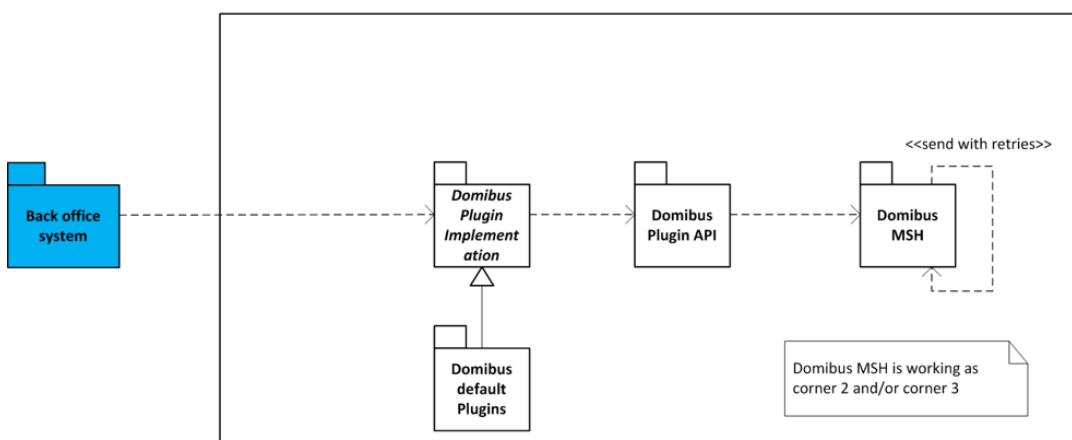 <<send with retries>>
Back office
system
Domibus
Plugin
Implement
ation
Domibus
Plugin API
Domibus
MSH
Domibus
default
Plugins
Domibus MSH is working as
corner 2 and/or corner 3